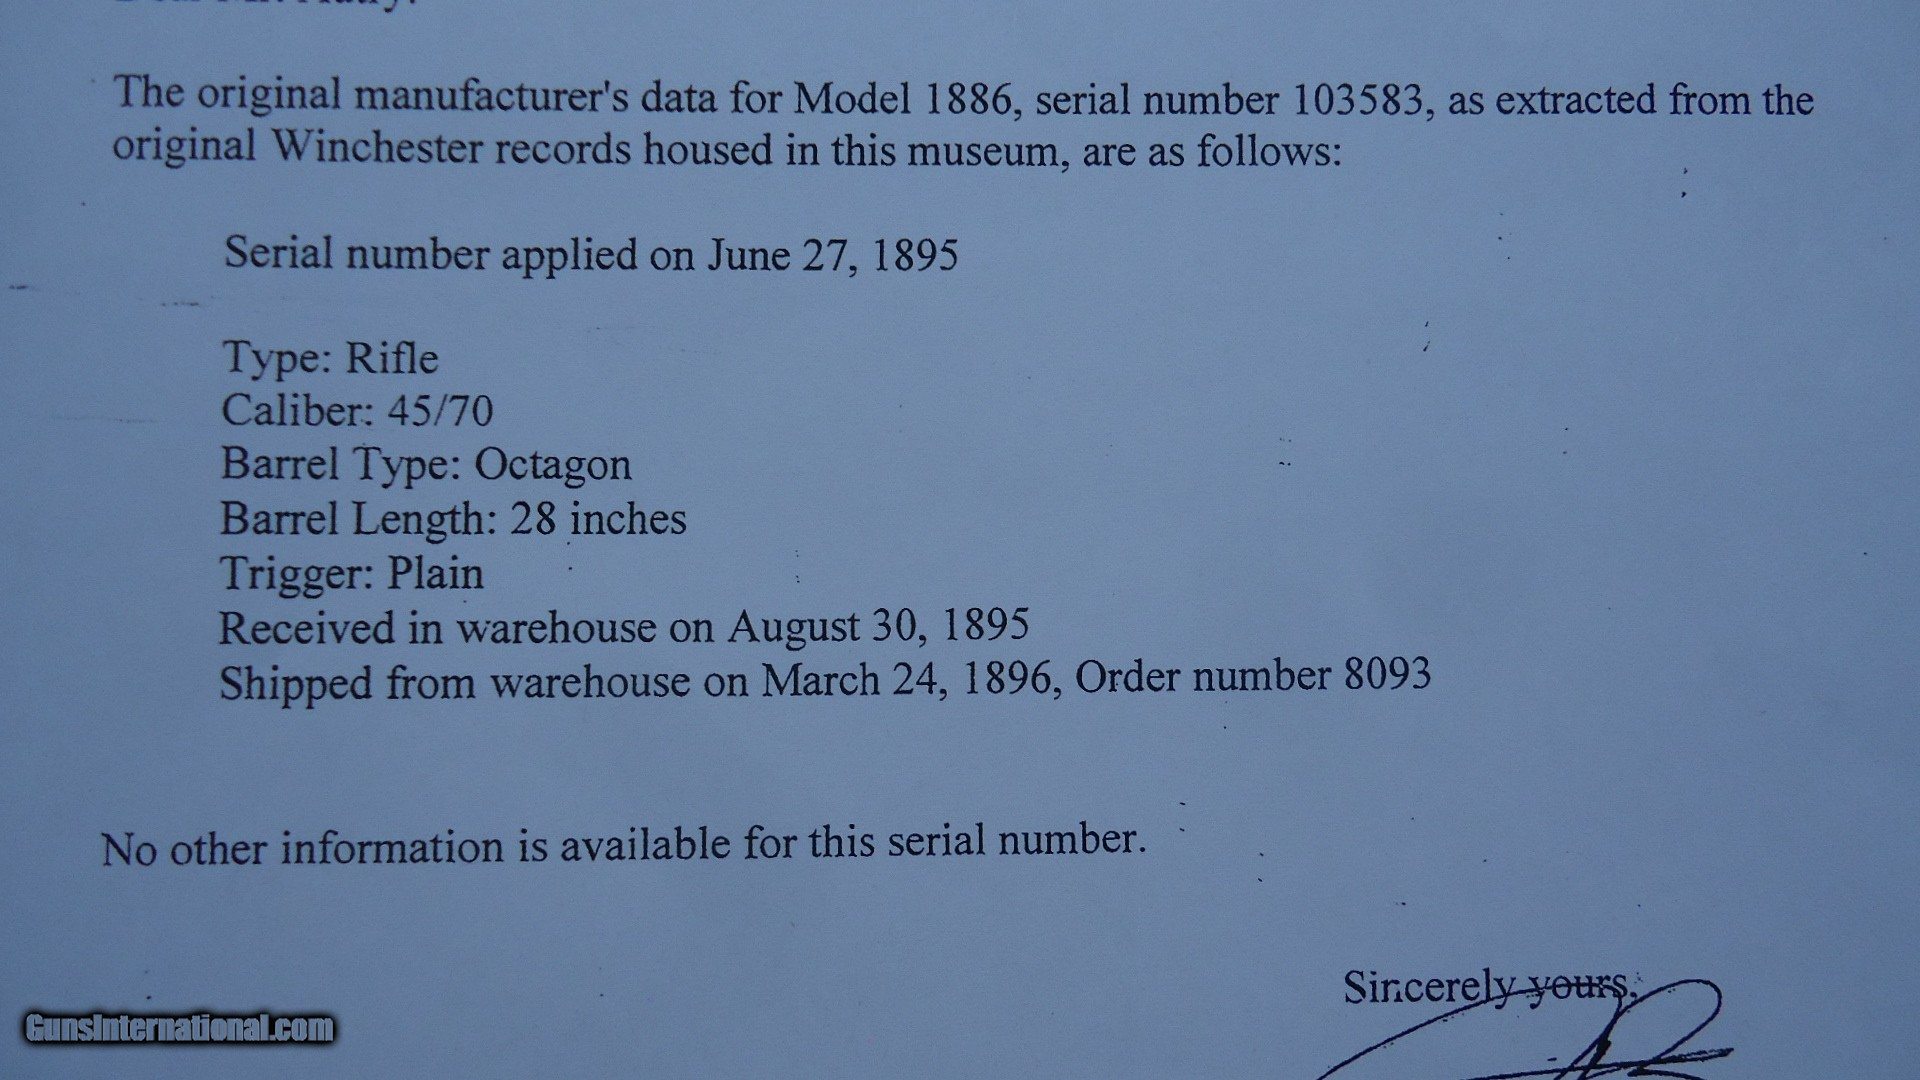 The original manufacturer's data for Model 1886, serial number 103583, as extracted from the
original Winchester records housed in this museum, are as follows:
Serial number applied on June 27, 1895
Type: Rifle
Caliber: 45/70
Barrel Type: Octagon
Barrel Length: 28 inches
Trigger: Plain
Received in warehouse on August 30, 1895
Shipped from warehouse on March 24, 1896, Order number 8093
No other information is available for this serial number.
Sincerely yours,
GunsInternational.com